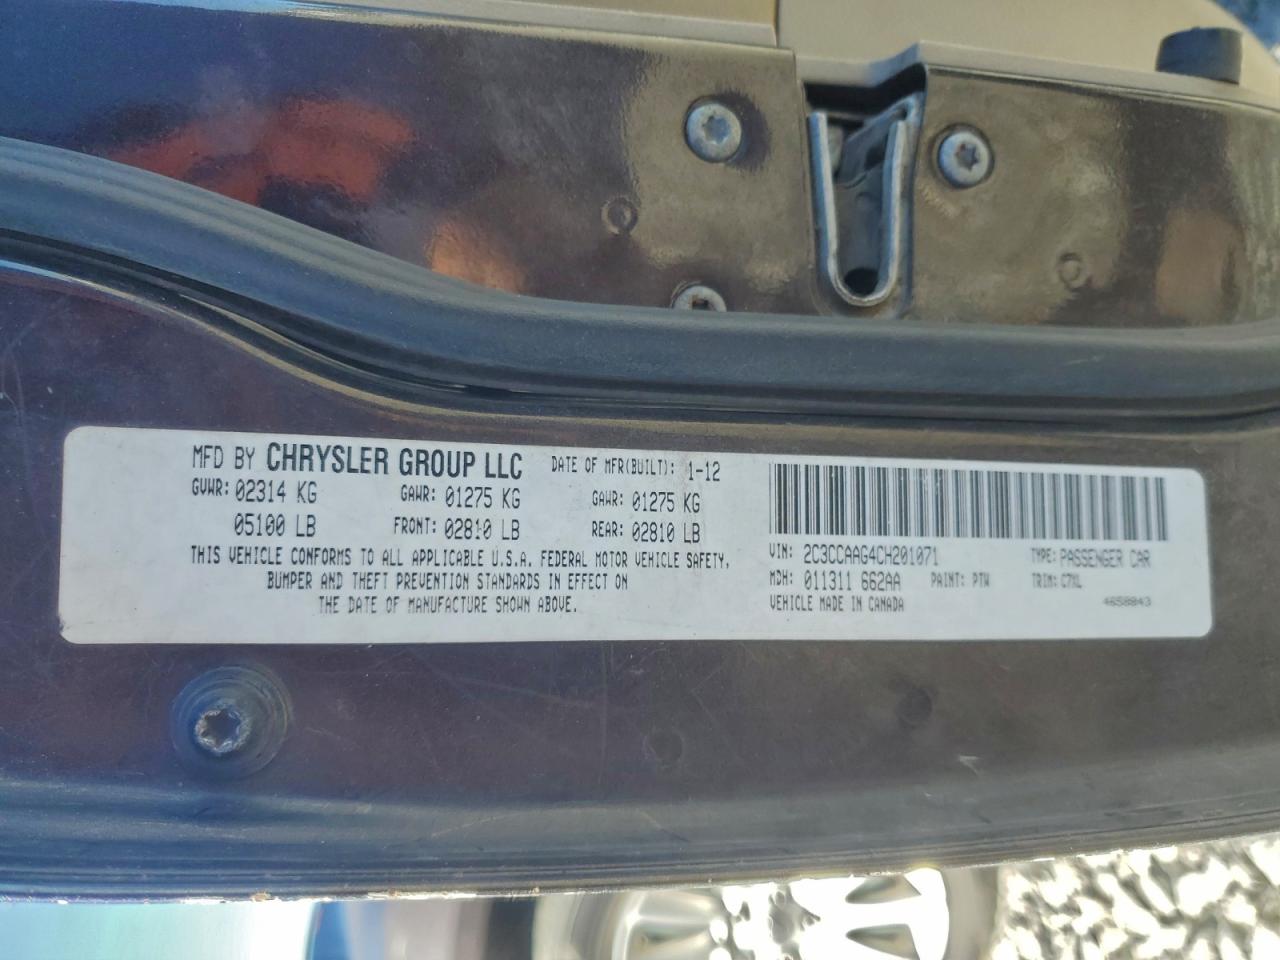 MFD BY CHRYSLER GROUP LLC DATE OF MFR(BUILT): 1-12
GVWR: 02314 KG GAWR: 01275 KG GAWR: 01275 KG
05100 LB FRONT: 02810 LB REAR: 02810 LB
THIS VEHICLE CONFORMS TO ALL APPLICABLE U.S.A. FEDERAL MOTOR VEHICLE SAFETY,
BUMPER AND THEFT PREVENTION STANDARDS IN EFFECT ON
THE DATE OF MANUFACTURE SHOWN ABOVE.
VIN: 2C3CCAAG4CH201071 TYPE: PASSENGER CAR
MDH: 011311 662AA PAINT: PTW TRIM: C7XL
VEHICLE MADE IN CANADA 4658843